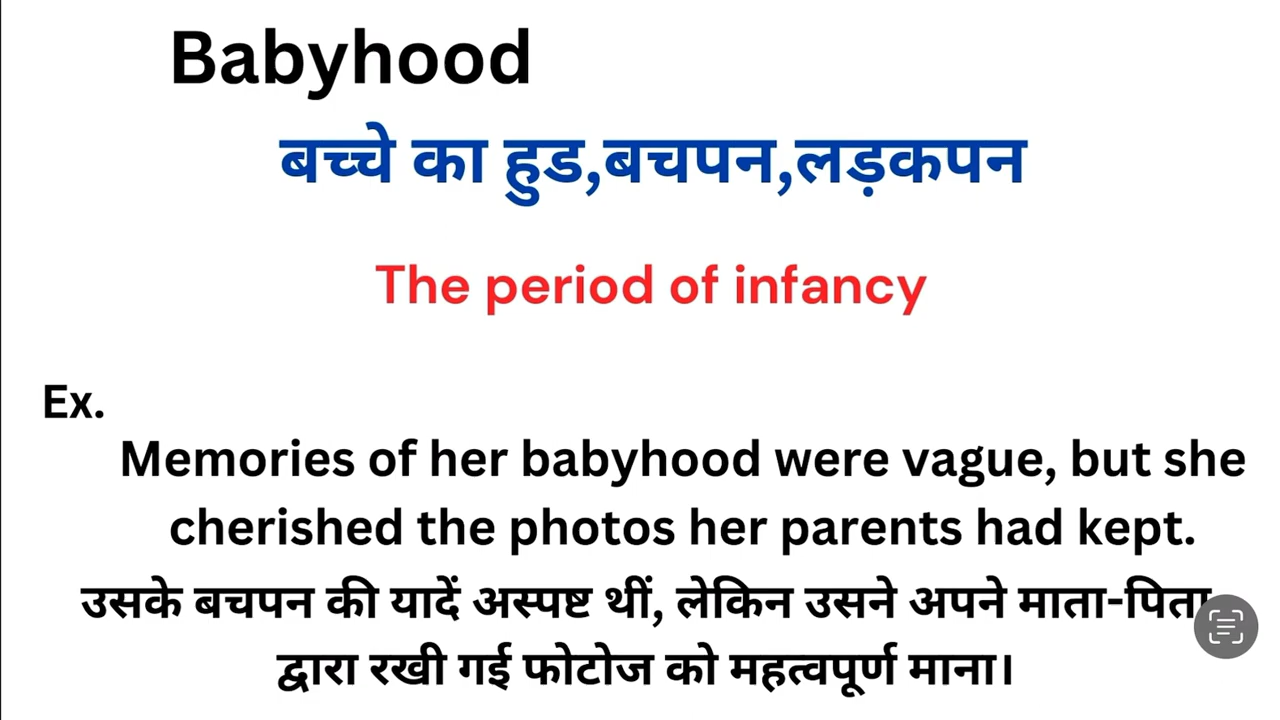 Babyhood
बच्चे का हुड,बचपन,लड़कपन
The period of infancy
Ex.
Memories of her babyhood were vague, but she
cherished the photos her parents had kept.
उसके बचपन की यादें अस्पष्ट थीं, लेकिन उसने अपने माता-पिता
द्वारा रखी गई फोटोज को महत्वपूर्ण माना।